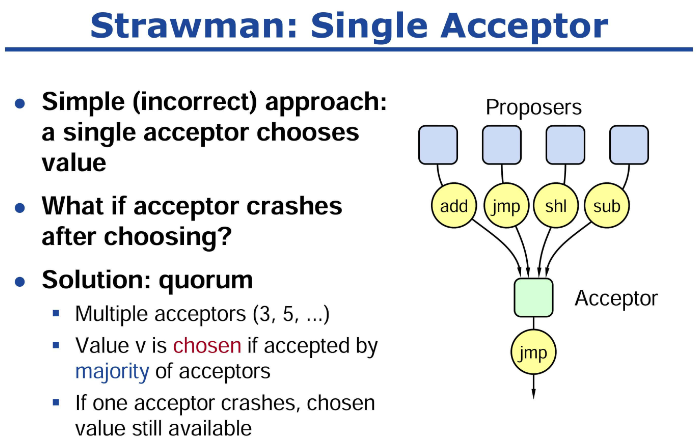 Strawman: Single Acceptor
• Simple (incorrect) approach:
a single acceptor chooses
value
• What if acceptor crashes
after choosing?
• Solution: quorum
▪ Multiple acceptors (3, 5, ...)
▪ Value v is chosen if accepted by
majority of acceptors
▪ If one acceptor crashes, chosen
value still available
Proposers
add jmp shl sub
Acceptor
jmp